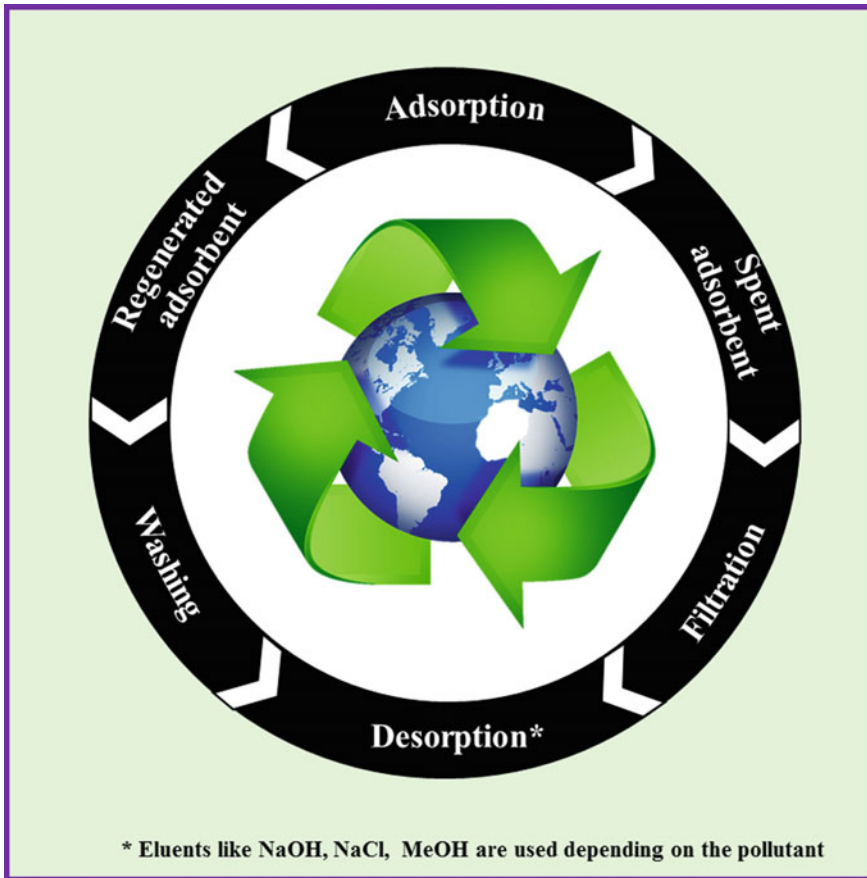 Adsorption
Spent
adsorbent
Filtration
Desorption*
Washing
Regenerated
adsorbent
* Eluents like NaOH, NaCl, MeOH are used depending on the pollutant